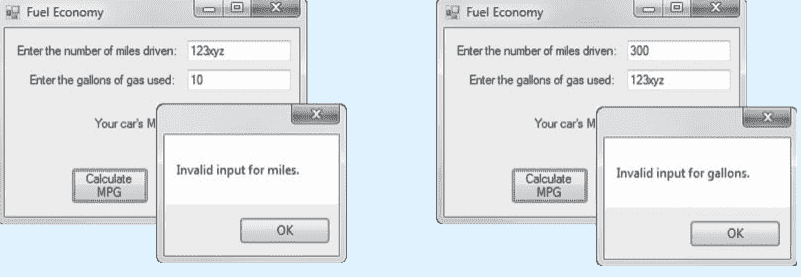 Fuel Economy
Enter the number of miles driven: 123xyz
Enter the gallons of gas used: 10
Your car's M
Calculate
MPG
Invalid input for miles.
OK
Fuel Economy
Enter the number of miles driven: 300
Enter the gallons of gas used: 123xyz
Your car's M
Calculate
MPG
Invalid input for gallons.
OK